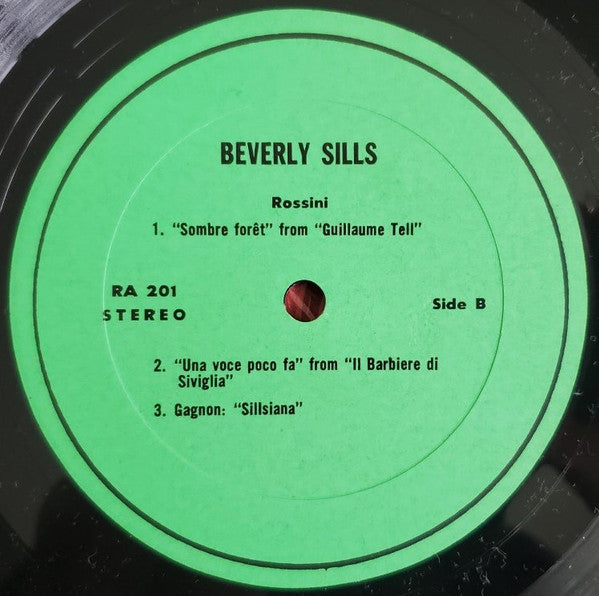 BEVERLY SILLS
Rossini
1. "Sombre forêt" from "Guillaume Tell"
RA 201
STEREO
Side B
2. "Una voce poco fa" from "Il Barbiere di
Siviglia"
3. Gagnon: "Sillsiana"